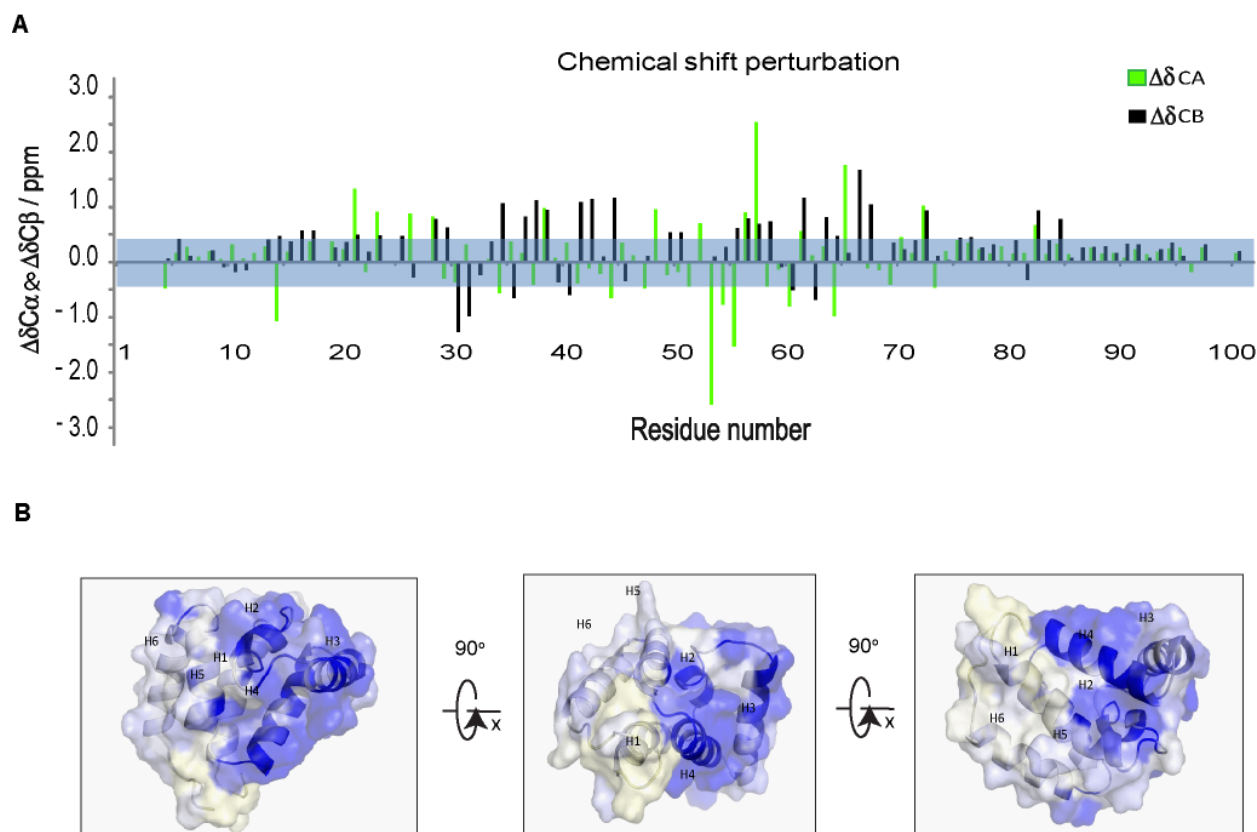 A
Chemical shift perturbation
ΔδCA
ΔδCB
3.0
2.0
1.0
0.0
- 1.0
- 2.0
- 3.0
ΔδCα & ΔδCβ / ppm
1 10 20 30 40 50 60 70 80 90 100
Residue number
B
H2
H6
H3
H1
H5
H4
90°
x
H5
H6
H2
H3
H1
H4
90°
x
H3
H4
H1
H2
H6
H5